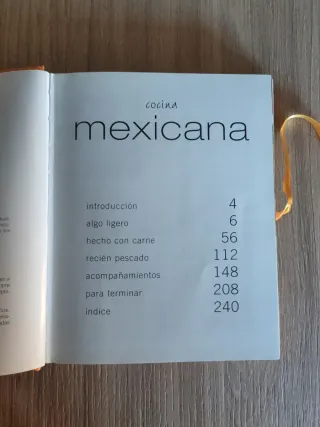 cocina
mexicana
introducción 4
algo ligero 6
hecho con carne 56
recién pescado 112
acompañamientos 148
para terminar 208
índice 240